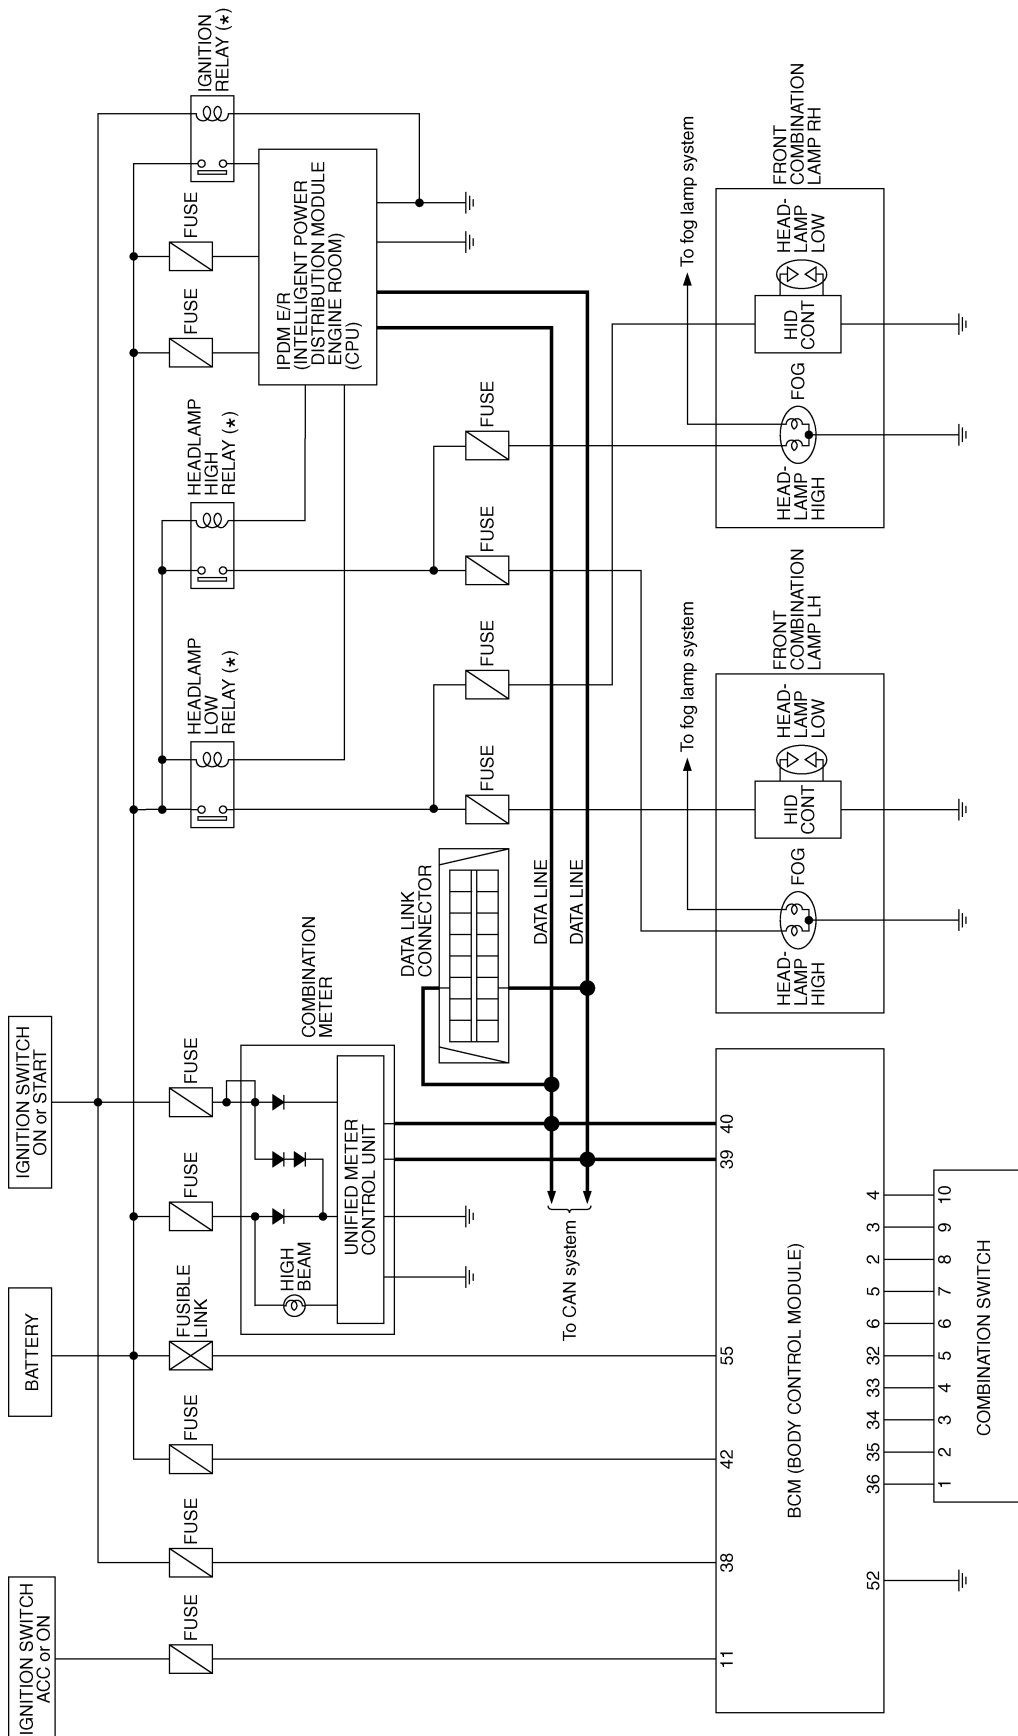 IGNITION SWITCH
ACC or ON
BATTERY
IGNITION SWITCH
ON or START
FUSE
FUSE
FUSE
FUSIBLE
LINK
FUSE
FUSE
HEADLAMP
LOW
RELAY (*)
HEADLAMP
HIGH
RELAY (*)
FUSE
FUSE
IGNITION
RELAY (*)
HIGH
BEAM
UNIFIED METER
CONTROL UNIT
COMBINATION
METER
IPDM E/R
(INTELLIGENT POWER
DISTRIBUTION MODULE
ENGINE ROOM)
(CPU)
DATA LINK
CONNECTOR
FUSE
FUSE
FUSE
FUSE
DATA LINE
DATA LINE
To CAN system
To fog lamp system
To fog lamp system
11
38
42
55
39
40
BCM (BODY CONTROL MODULE)
52
36
35
34
33
32
6
5
2
3
4
1
2
3
4
5
6
7
8
9
10
COMBINATION SWITCH
HEAD-
LAMP
HIGH
FOG
HID
CONT
HEAD-
LAMP
LOW
FRONT
COMBINATION
LAMP LH
HEAD-
LAMP
HIGH
FOG
HID
CONT
HEAD-
LAMP
LOW
FRONT
COMBINATION
LAMP RH